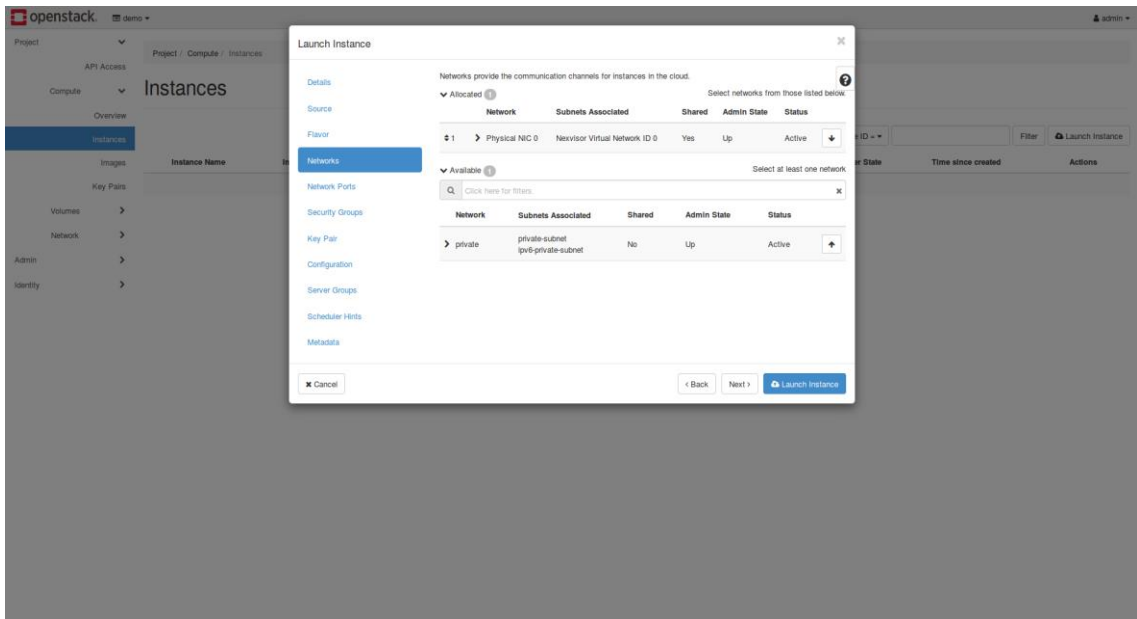 openstack. demo admin
Project
API Access
Compute
Overview
Instances
Images
Key Pairs
Volumes
Network
Admin
Identity
Project / Compute / Instances
Instances
ID =
Filter
Launch Instance
Instance Name
Time since created
Actions
Launch Instance
Details
Source
Flavor
Networks
Network Ports
Security Groups
Key Pair
Configuration
Server Groups
Scheduler Hints
Metadata
Networks provide the communication channels for instances in the cloud.
Allocated 1 Select networks from those listed below.
Network Subnets Associated Shared Admin State Status
1 Physical NIC 0 Nexvisor Virtual Network ID 0 Yes Up Active
Available 1 Select at least one network
Click here for filters.
Network Subnets Associated Shared Admin State Status
private private-subnet No Up Active
ipv6-private-subnet
Cancel < Back Next > Launch Instance